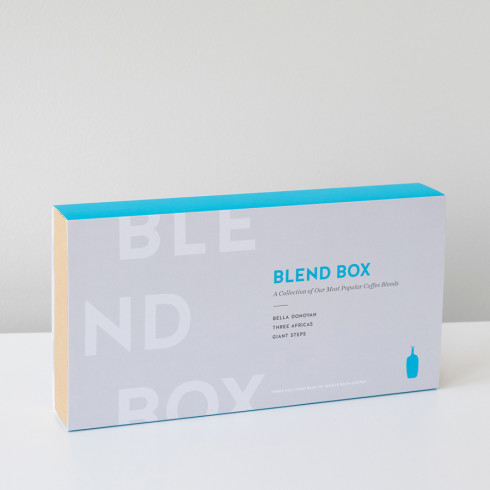 BLE
ND
BOX
BLEND BOX
A Collection of Our Most Popular Coffee Blends
BELLA DONOVAN
THREE AFRICAS
GIANT STEPS